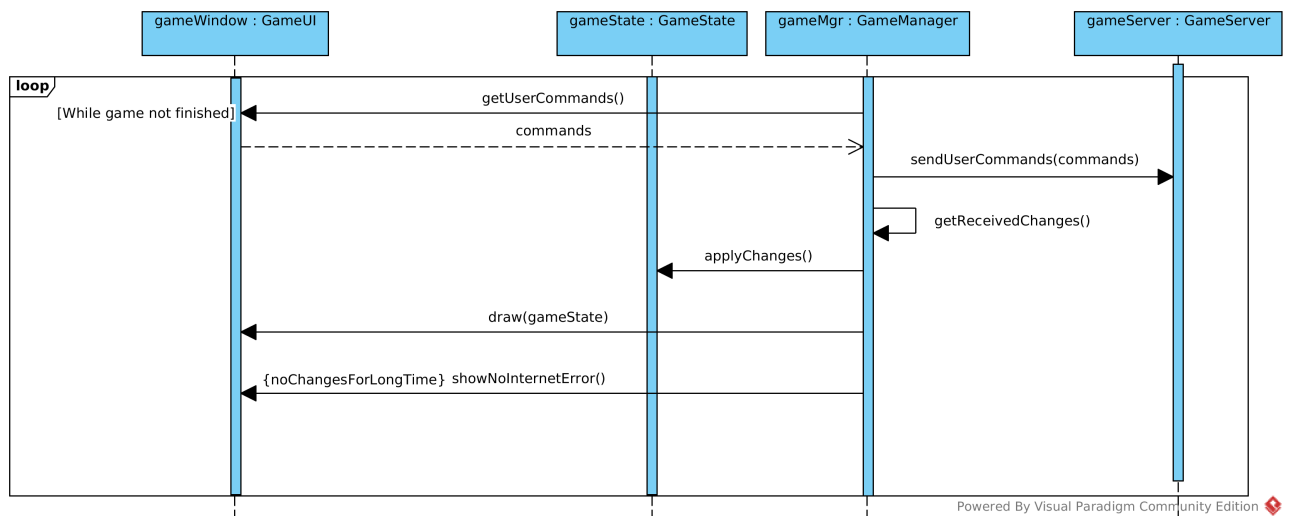 gameWindow : GameUI
gameState : GameState
gameMgr : GameManager
gameServer : GameServer
loop
[While game not finished]
getUserCommands()
commands
sendUserCommands(commands)
getReceivedChanges()
applyChanges()
draw(gameState)
{noChangesForLongTime} showNoInternetError()
Powered By Visual Paradigm Community Edition